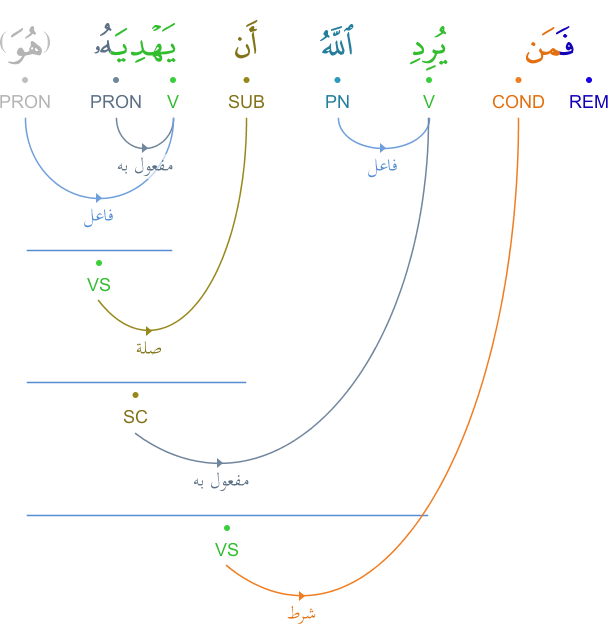 فَمَن يُرِدِ ٱللَّهُ أَن يَهْدِيَهُۥ (هُوَ)
REM COND V PN SUB V PRON PRON
مفعول به
فاعل
فاعل
VS
صلة
SC
مفعول به
VS
شرط